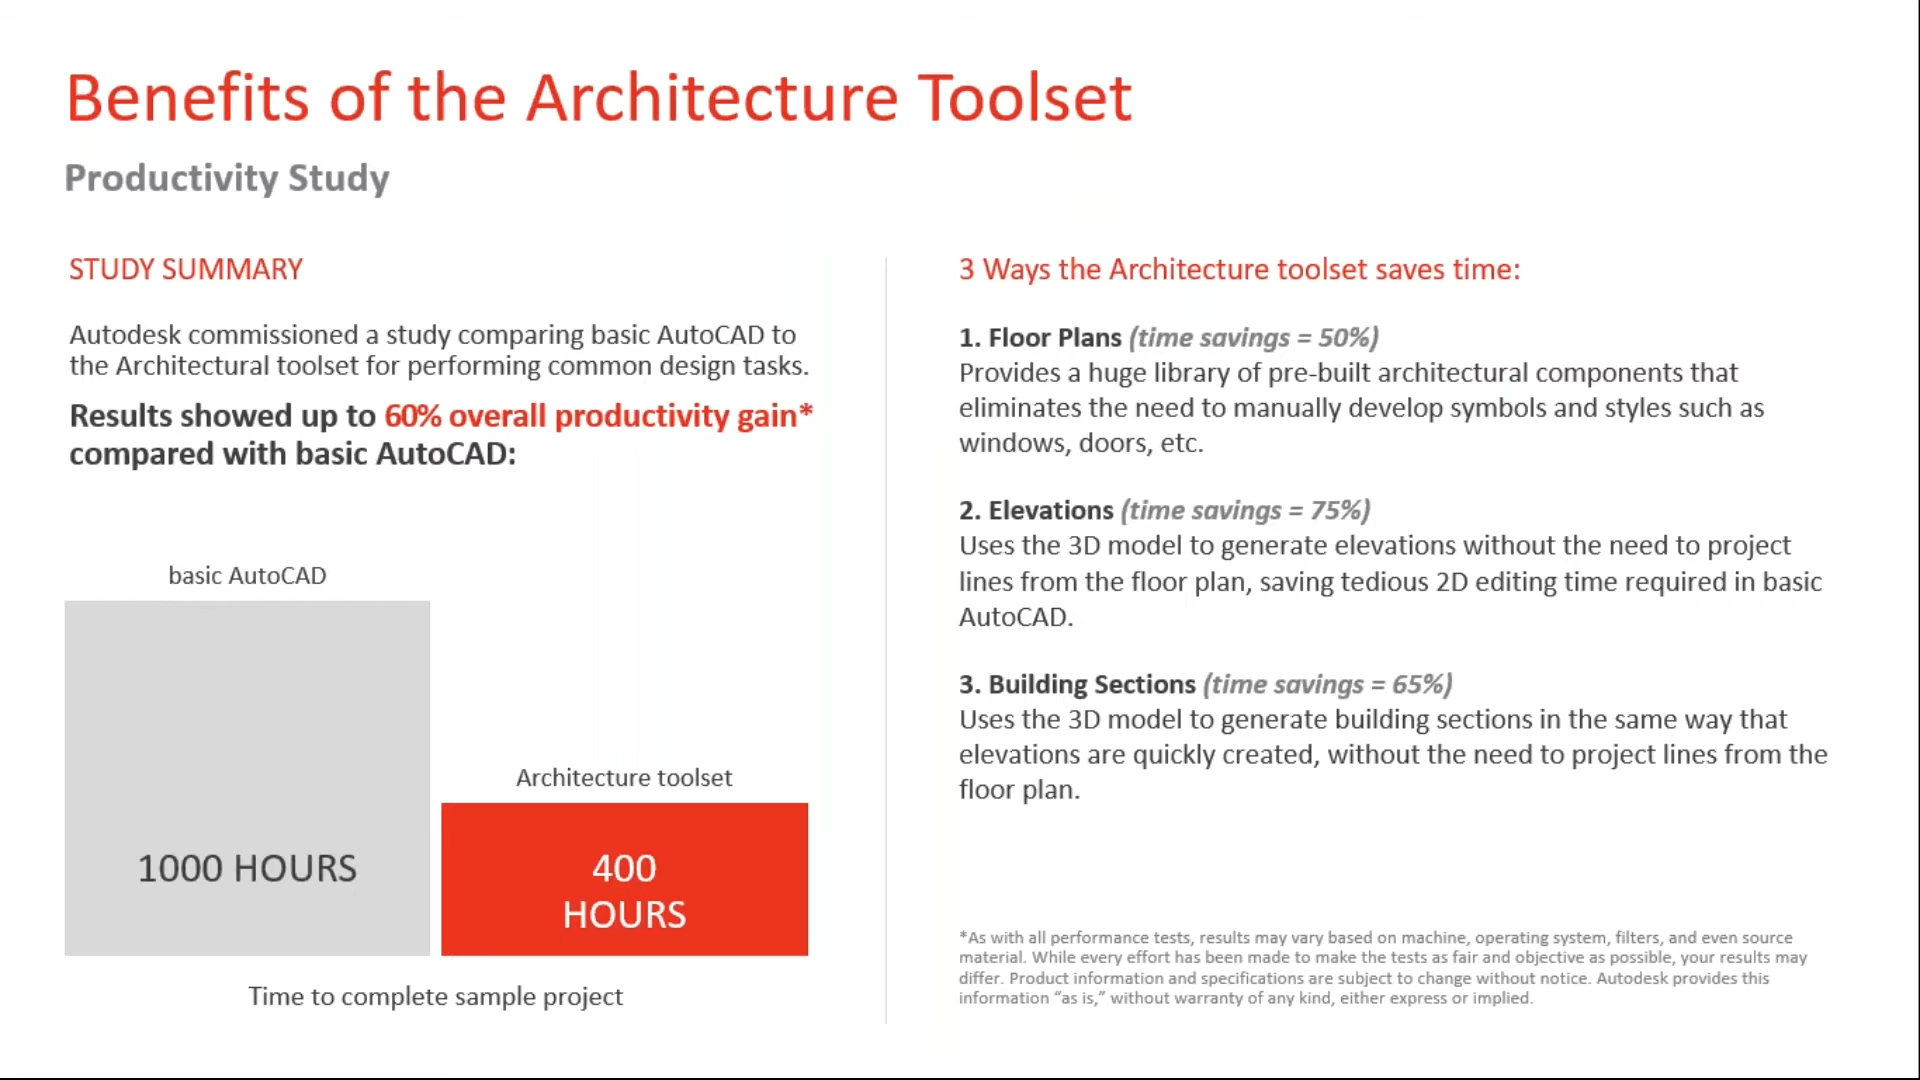 Benefits of the Architecture Toolset
Productivity Study
STUDY SUMMARY
Autodesk commissioned a study comparing basic AutoCAD to
the Architectural toolset for performing common design tasks.
Results showed up to 60% overall productivity gain*
compared with basic AutoCAD:
basic AutoCAD
1000 HOURS
Architecture toolset
400
HOURS
Time to complete sample project
3 Ways the Architecture toolset saves time:
1. Floor Plans (time savings = 50%)
Provides a huge library of pre-built architectural components that
eliminates the need to manually develop symbols and styles such as
windows, doors, etc.
2. Elevations (time savings = 75%)
Uses the 3D model to generate elevations without the need to project
lines from the floor plan, saving tedious 2D editing time required in basic
AutoCAD.
3. Building Sections (time savings = 65%)
Uses the 3D model to generate building sections in the same way that
elevations are quickly created, without the need to project lines from the
floor plan.
*As with all performance tests, results may vary based on machine, operating system, filters, and even source
material. While every effort has been made to make the tests as fair and objective as possible, your results may
differ. Product information and specifications are subject to change without notice. Autodesk provides this
information “as is,” without warranty of any kind, either express or implied.